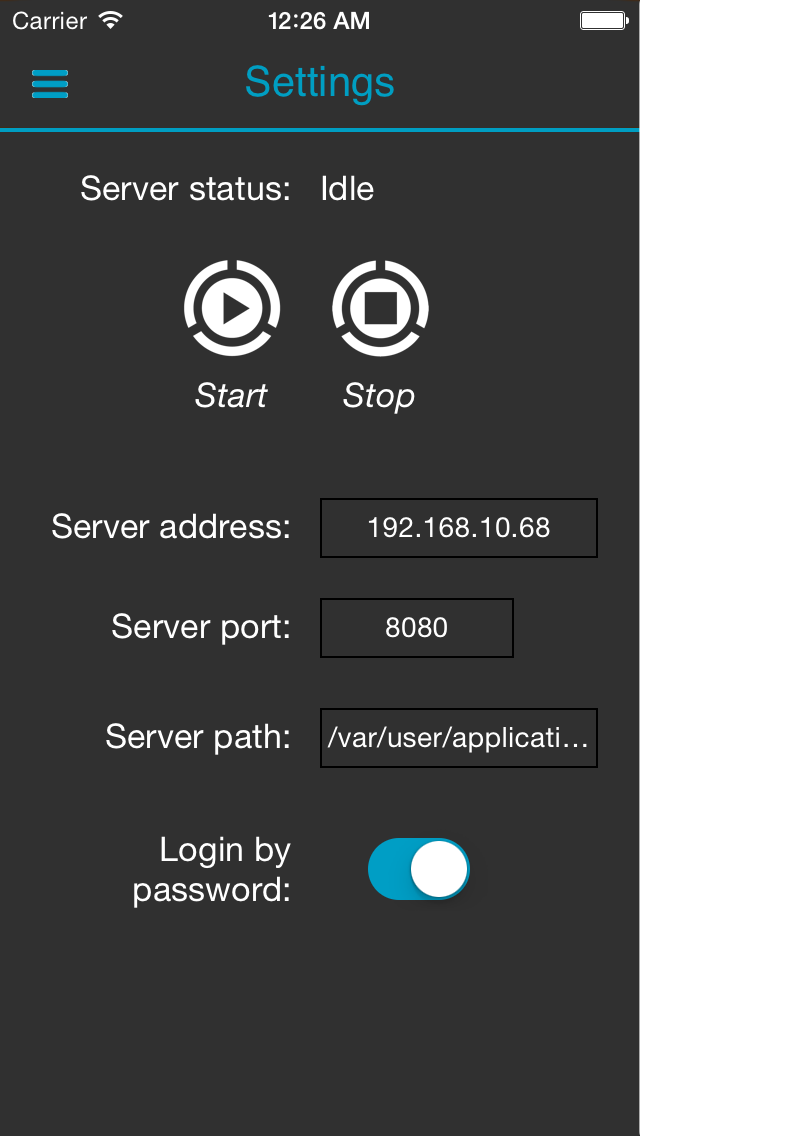 Carrier 12:26 AM
Settings
Server status: Idle
Start Stop
Server address: 192.168.10.68
Server port: 8080
Server path: /var/user/applicati...
Login by
password: